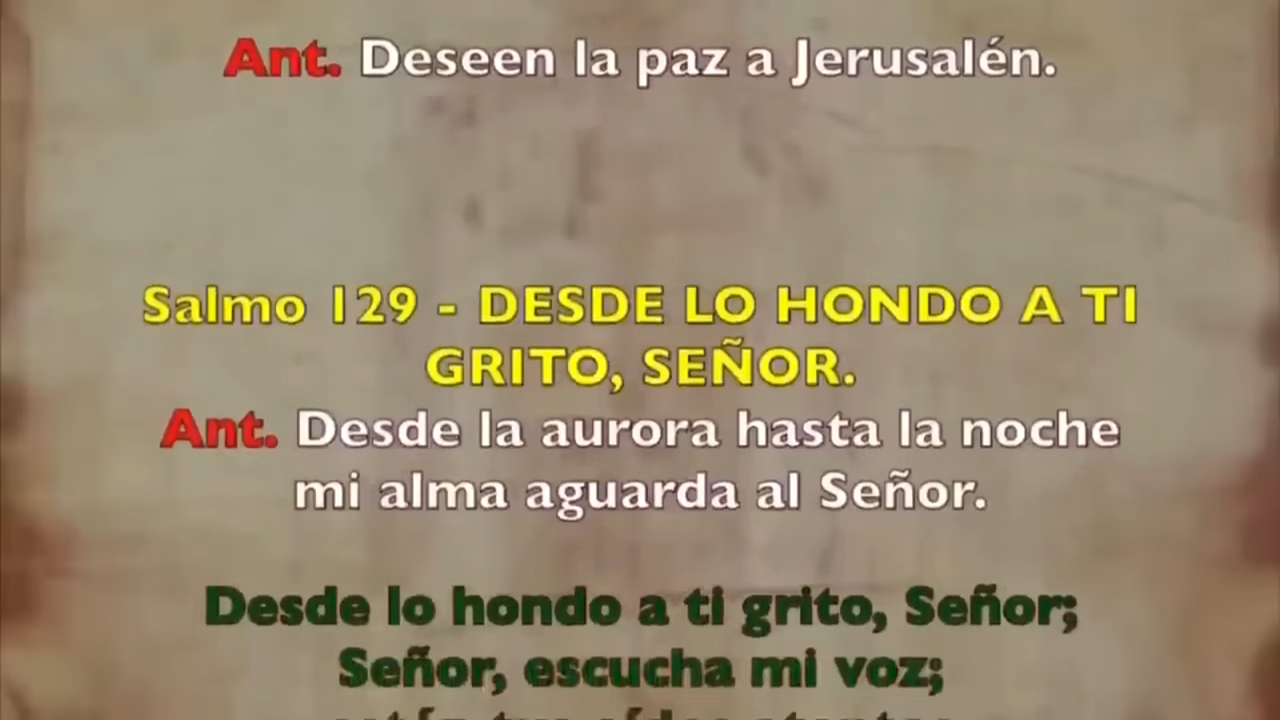 Ant. Deseen la paz a Jerusalén.
Salmo 129 - DESDE LO HONDO A TI
GRITO, SEÑOR.
Ant. Desde la aurora hasta la noche
mi alma aguarda al Señor.
Desde lo hondo a ti grito, Señor;
Señor, escucha mi voz;